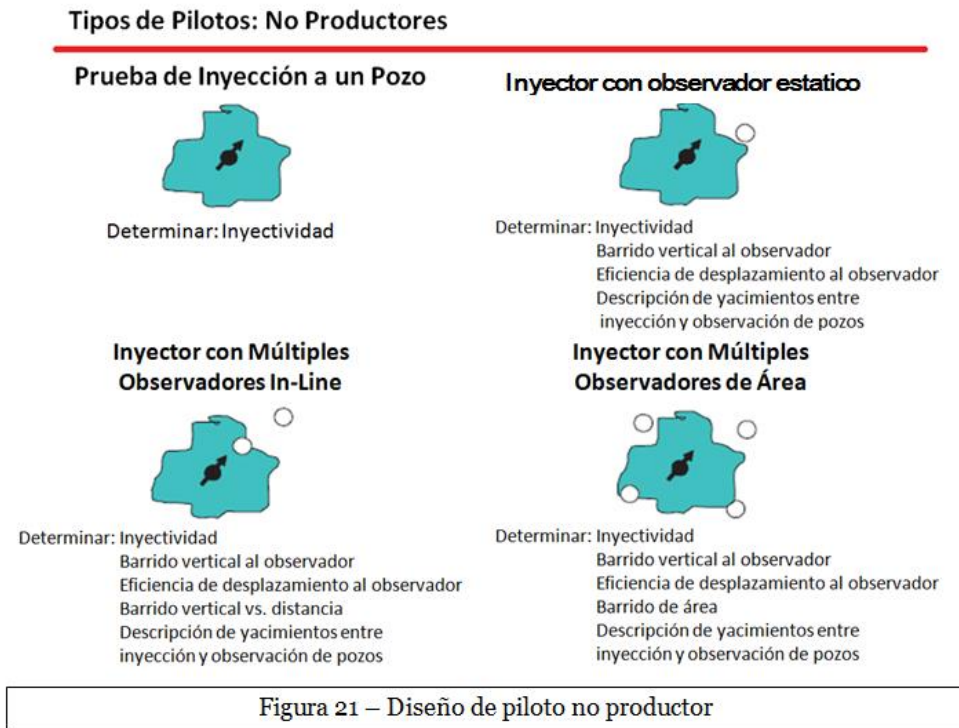 Tipos de Pilotos: No Productores
Prueba de Inyección a un Pozo
Determinar: Inyectividad
Inyector con observador estatico
Determinar: Inyectividad
Barrido vertical al observador
Eficiencia de desplazamiento al observador
Descripción de yacimientos entre
inyección y observación de pozos
Inyector con Múltiples
Observadores In-Line
Determinar: Inyectividad
Barrido vertical al observador
Eficiencia de desplazamiento al observador
Barrido vertical vs. distancia
Descripción de yacimientos entre
inyección y observación de pozos
Inyector con Múltiples
Observadores de Área
Determinar: Inyectividad
Barrido vertical al observador
Eficiencia de desplazamiento al observador
Barrido de área
Descripción de yacimientos entre
inyección y observación de pozos
Figura 21 – Diseño de piloto no productor